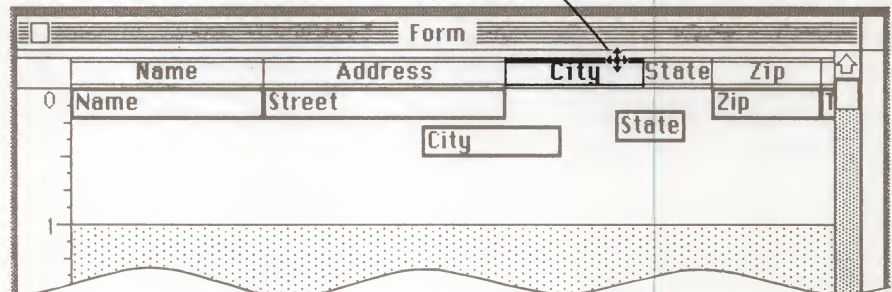 Form
Name Address City State Zip
0 Name Street Zip T
City State
1